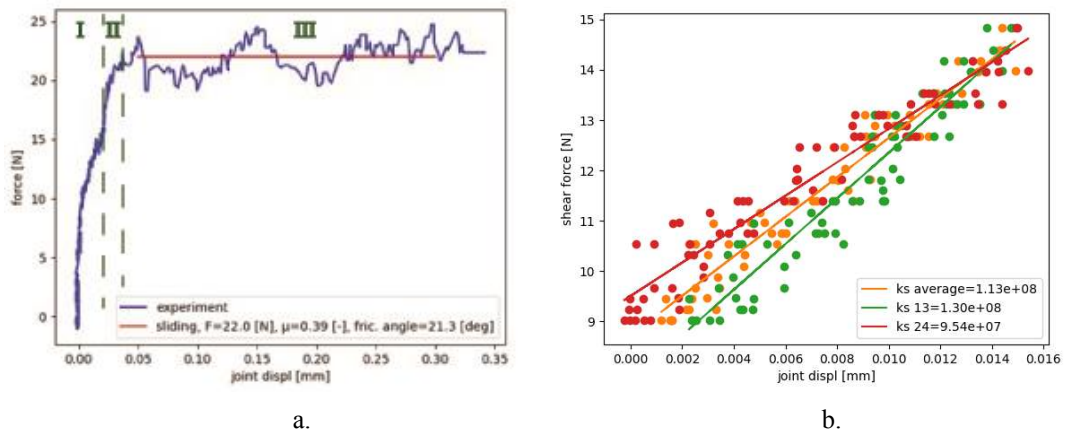 I II III
25
20
15
10
5
0
force [N]
experiment
sliding, F=22.0 [N], μ=0.39 [-], fric. angle=21.3 [deg]
0.00 0.05 0.10 0.15 0.20 0.25 0.30 0.35
joint displ [mm]
a.
15
14
13
12
11
10
9
shear force [N]
ks average=1.13e+08
ks 13=1.30e+08
ks 24=9.54e+07
0.000 0.002 0.004 0.006 0.008 0.010 0.012 0.014 0.016
joint displ [mm]
b.